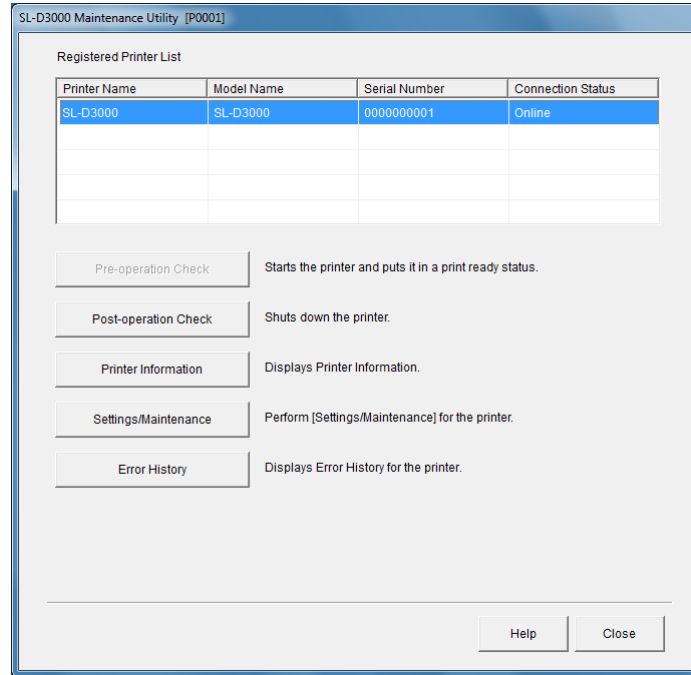 SL-D3000 Maintenance Utility [P0001]
Registered Printer List
Printer Name Model Name Serial Number Connection Status
SL-D3000 SL-D3000 0000000001 Online
Pre-operation Check Starts the printer and puts it in a print ready status.
Post-operation Check Shuts down the printer.
Printer Information Displays Printer Information.
Settings/Maintenance Perform [Settings/Maintenance] for the printer.
Error History Displays Error History for the printer.
Help Close